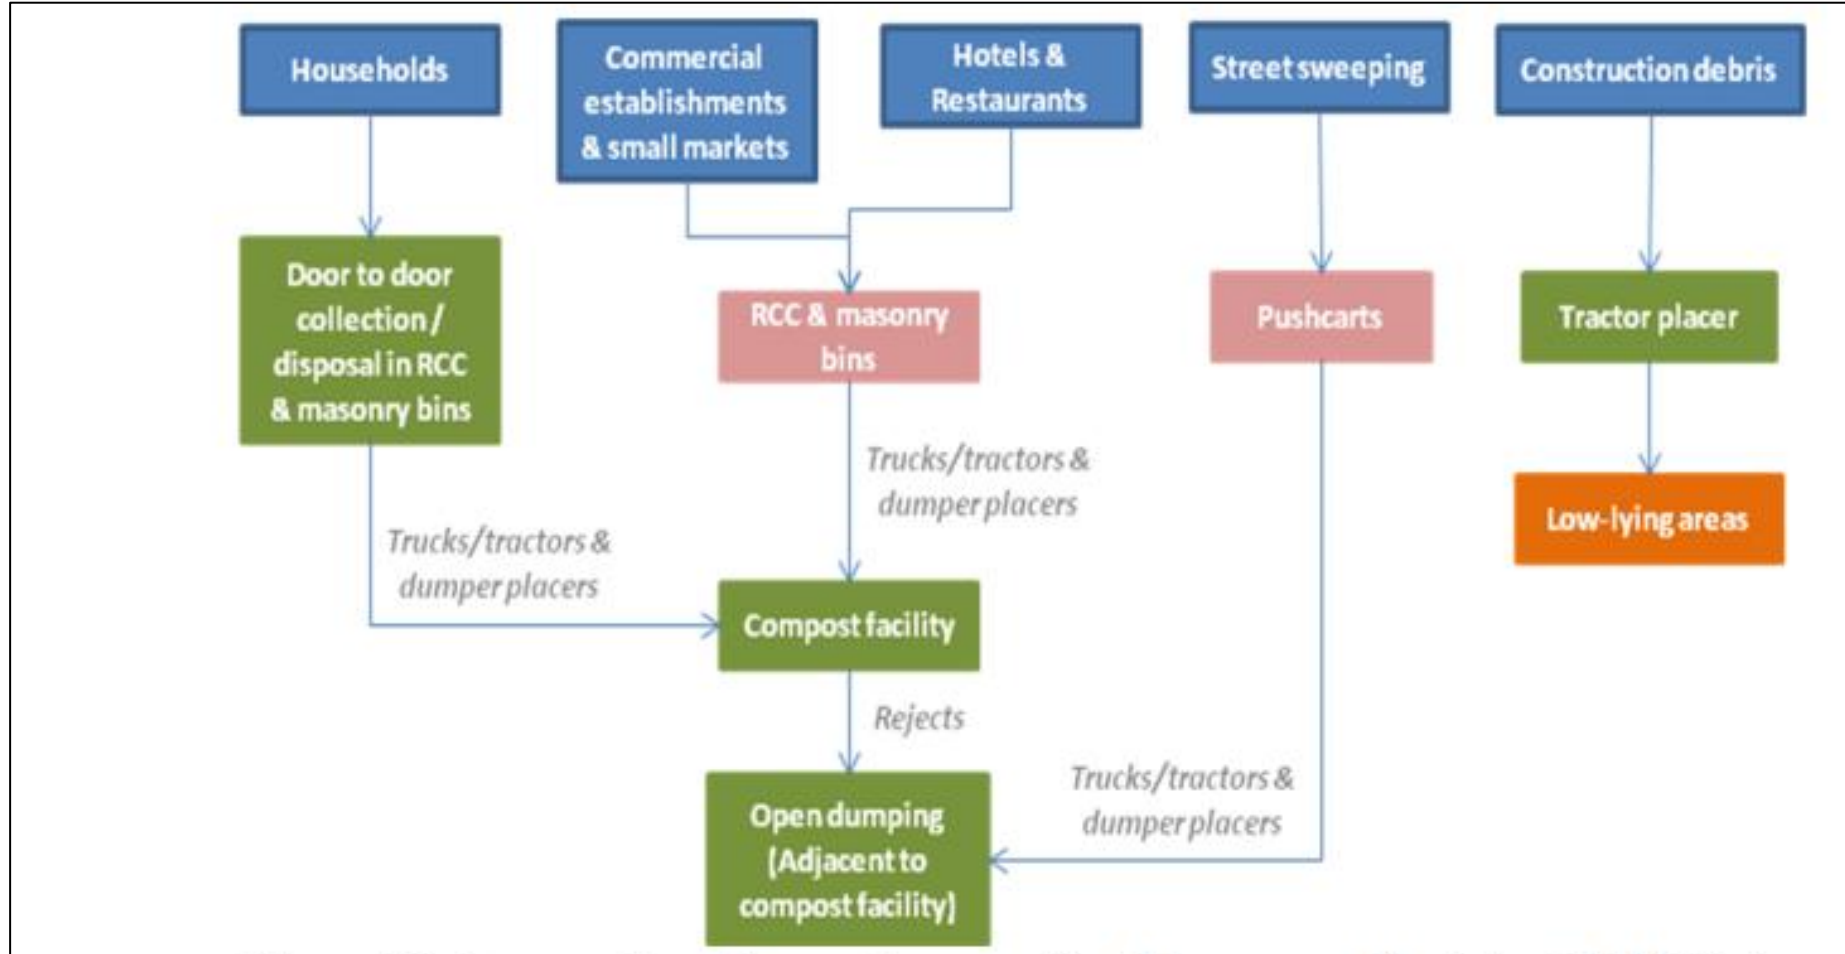 Households
Commercial
establishments
& small markets
Hotels &
Restaurants
Street sweeping
Construction debris
Door to door
collection /
disposal in RCC
& masonry bins
RCC & masonry
bins
Pushcarts
Tractor placer
Trucks/tractors &
dumper placers
Trucks/tractors &
dumper placers
Low-lying areas
Compost facility
Rejects
Trucks/tractors &
dumper placers
Open dumping
(Adjacent to
compost facility)